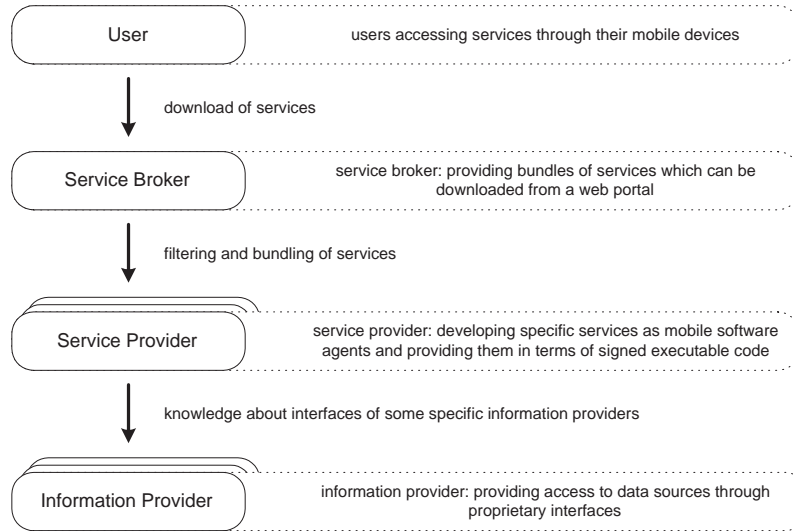 User
users accessing services through their mobile devices
download of services
Service Broker
service broker: providing bundles of services which can be
downloaded from a web portal
filtering and bundling of services
Service Provider
service provider: developing specific services as mobile software
agents and providing them in terms of signed executable code
knowledge about interfaces of some specific information providers
Information Provider
information provider: providing access to data sources through
proprietary interfaces